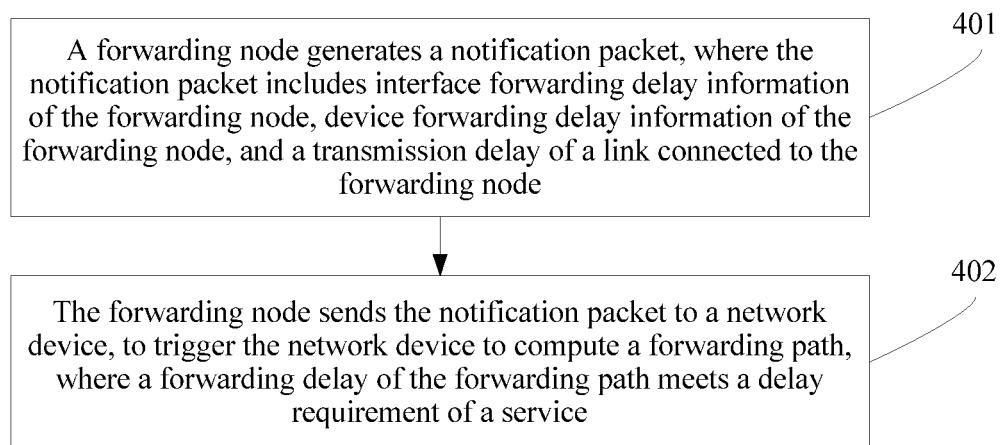 401
A forwarding node generates a notification packet, where the
notification packet includes interface forwarding delay information
of the forwarding node, device forwarding delay information of the
forwarding node, and a transmission delay of a link connected to the
forwarding node
402
The forwarding node sends the notification packet to a network
device, to trigger the network device to compute a forwarding path,
where a forwarding delay of the forwarding path meets a delay
requirement of a service